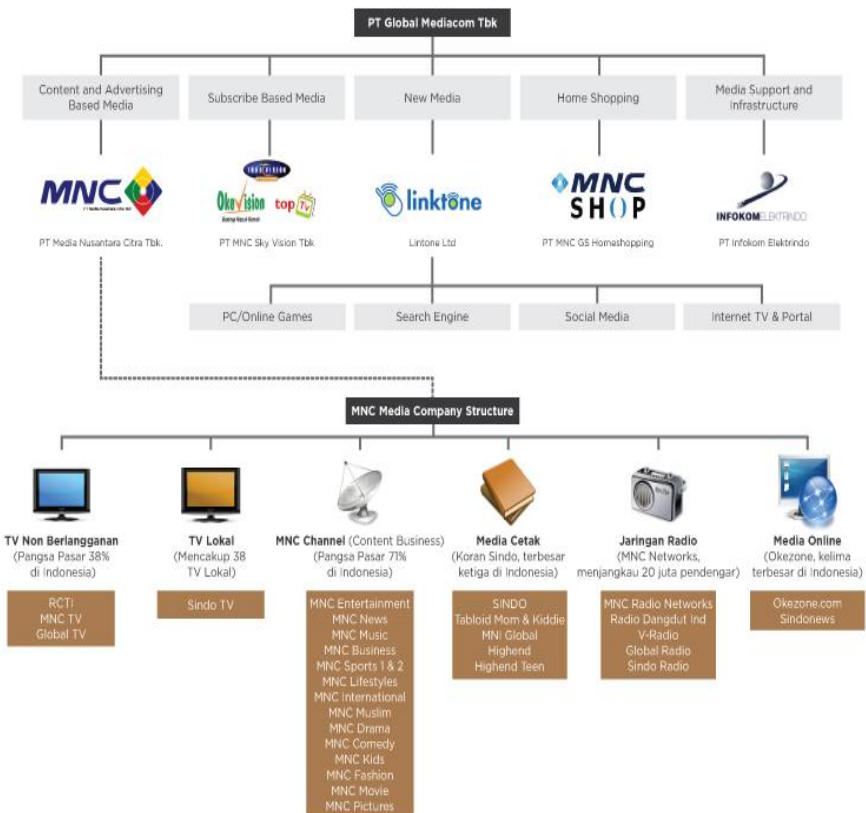 PT Global Mediacom Tbk
Content and Advertising
Based Media
Subscribe Based Media
New Media
Home Shopping
Media Support and
Infrastructure
MNC
PT Media Nusantara Citra Tbk.
INDOVISION
OkeVision
top TV
PT MNC Sky Vision Tbk
linktone
Lintone Ltd
MNC
SHOP
PT MNC GS Homeshopping
INFOKOM ELEKTRINDO
PT Infokom Elektrindo
PC/Online Games
Search Engine
Social Media
Internet TV & Portal
MNC Media Company Structure
TV Non Berlangganan
(Pangsa Pasar 38%
di Indonesia)
RCTI
MNC TV
Global TV
TV Lokal
(Mencakup 38
TV Lokal)
Sindo TV
MNC Channel (Content Business)
(Pangsa Pasar 71%
di Indonesia)
MNC Entertainment
MNC News
MNC Music
MNC Business
MNC Sports 1 & 2
MNC Lifestyles
MNC International
MNC Muslim
MNC Drama
MNC Comedy
MNC Kids
MNC Fashion
MNC Movie
MNC Pictures
Media Cetak
(Koran Sindo, terbesar
ketiga di Indonesia)
SINDO
Tabloid Mom & Kiddie
MNI Global
Highend
Highend Teen
Jaringan Radio
(MNC Networks,
menjangkau 20 juta pendengar)
MNC Radio Networks
Radio Dangdut Ind
V-Radio
Global Radio
Sindo Radio
Media Online
(Okezone, kelima
terbesar di Indonesia)
Okezone.com
Sindonews